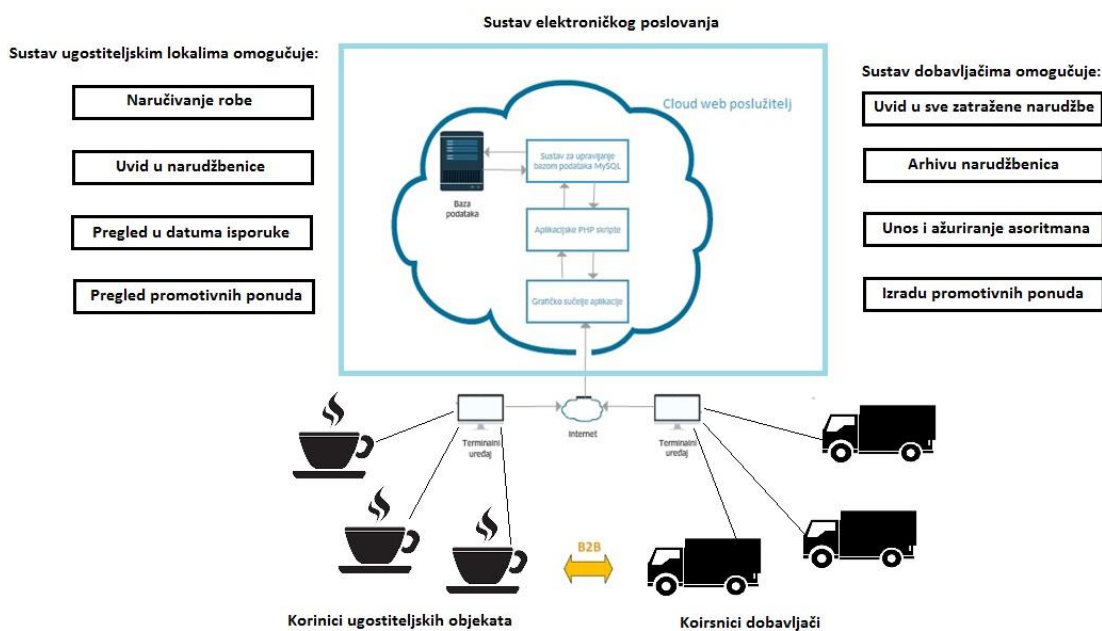 Sustav elektroničkog poslovanja
Sustav ugostiteljskim lokalima omogučuje:
Naručivanje robe
Uvid u narudžbenice
Pregled u datuma isporuke
Pregled promotivnih ponuda
Cloud web poslužitelj
Baza
podataka
Sustav za upravljanje
bazom podataka MySQL
Aplikacijske PHP skripte
Grafičko sučelje aplikacije
Sustav dobavljačima omogučuje:
Uvid u sve zatražene narudžbe
Arhivu narudžbenica
Unos i ažuriranje asoritmana
Izradu promotivnih ponuda
Terminalni
uređaj
Internet
Terminalni
uređaj
B2B
Korinici ugostiteljskih objekata
Koirsnici dobavljači